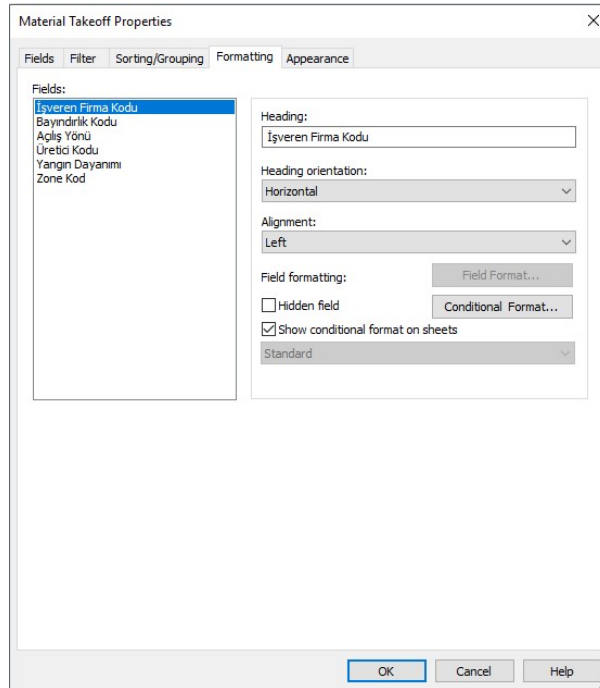 Material Takeoff Properties
Fields Filter Sorting/Grouping Formatting Appearance
Fields:
İşveren Firma Kodu
Bayındırlık Kodu
Açılış Yönü
Üretici Kodu
Yangın Dayanımı
Zone Kod
Heading:
İşveren Firma Kodu
Heading orientation:
Horizontal
Alignment:
Left
Field formatting: Field Format...
Hidden field Conditional Format...
Show conditional format on sheets
Standard
OK Cancel Help